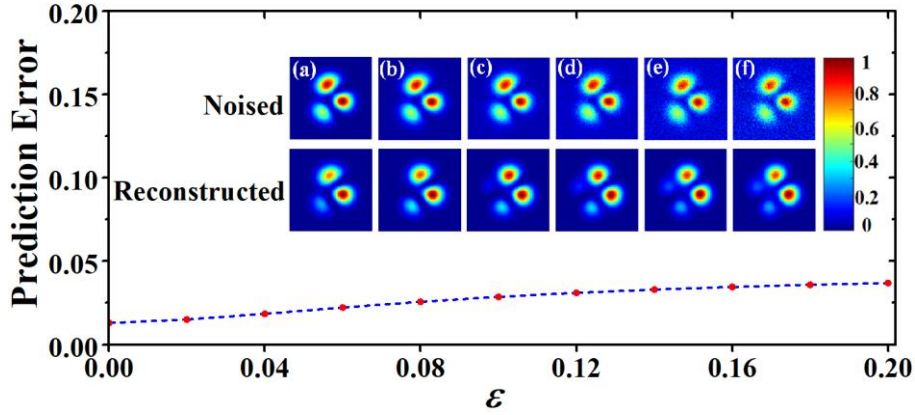 0.20
0.15
0.10
0.05
0.00
Prediction Error
Noised
Reconstructed
(a) (b) (c) (d) (e) (f)
1
0.8
0.6
0.4
0.2
0
0.00 0.04 0.08 0.12 0.16 0.20
ε